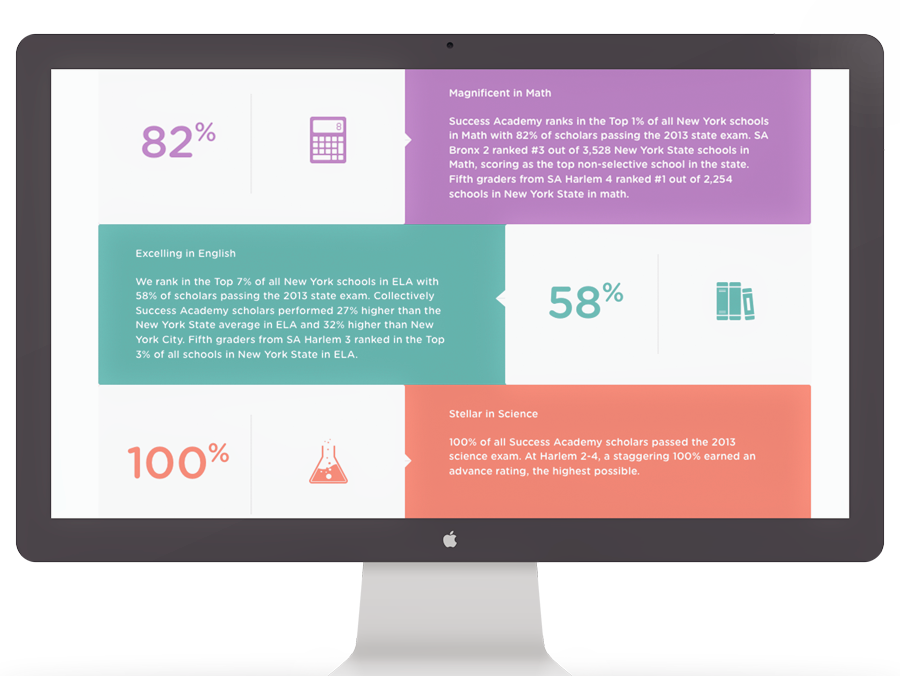 82%
8
Magnificent in Math
Success Academy ranks in the Top 1% of all New York schools
in Math with 82% of scholars passing the 2013 state exam. SA
Bronx 2 ranked #3 out of 3,528 New York State schools in
Math, scoring as the top non-selective school in the state.
Fifth graders from SA Harlem 4 ranked #1 out of 2,254
schools in New York State in math.
Excelling in English
We rank in the Top 7% of all New York schools in ELA with
58% of scholars passing the 2013 state exam. Collectively
Success Academy scholars performed 27% higher than the
New York State average in ELA and 32% higher than New
York City. Fifth graders from SA Harlem 3 ranked in the Top
3% of all schools in New York State in ELA.
58%
100%
Stellar in Science
100% of all Success Academy scholars passed the 2013
science exam. At Harlem 2-4, a staggering 100% earned an
advance rating, the highest possible.